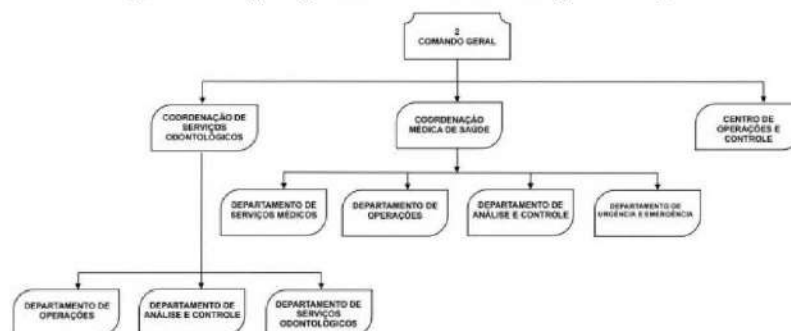 2
COMANDO GERAL
COORDENAÇÃO DE
SERVIÇOS
ODONTOLÓGICOS
COORDENAÇÃO
MÉDICA DE SAÚDE
CENTRO DE
OPERAÇÕES E
CONTROLE
DEPARTAMENTO DE
SERVIÇOS MÉDICOS
DEPARTAMENTO DE
OPERAÇÕES
DEPARTAMENTO DE
ANÁLISE E CONTROLE
DEPARTAMENTO DE
URGÊNCIA E EMERGÊNCIA
DEPARTAMENTO DE
OPERAÇÕES
DEPARTAMENTO DE
ANÁLISE E CONTROLE
DEPARTAMENTO DE
SERVIÇOS
ODONTOLÓGICOS